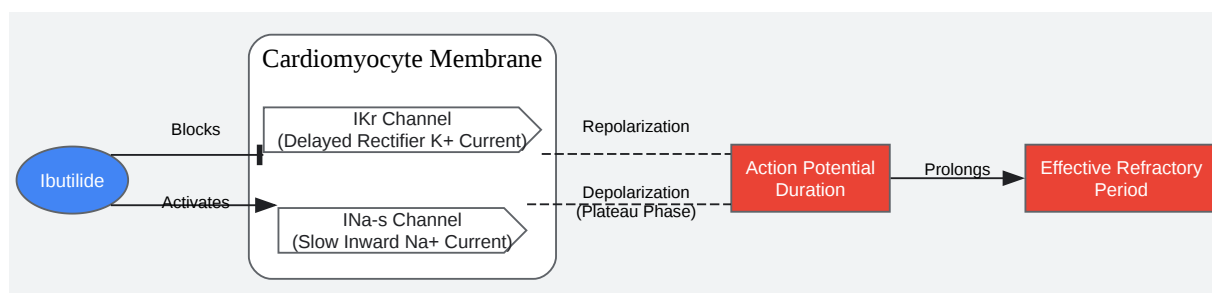 Cardiomyocyte Membrane
IKr Channel
(Delayed Rectifier K+ Current)
Blocks
Repolarization
Ibutilide
Action Potential
Duration
Prolongs
Effective Refractory
Period
Activates
Depolarization
(Plateau Phase)
INa-s Channel
(Slow Inward Na+ Current)